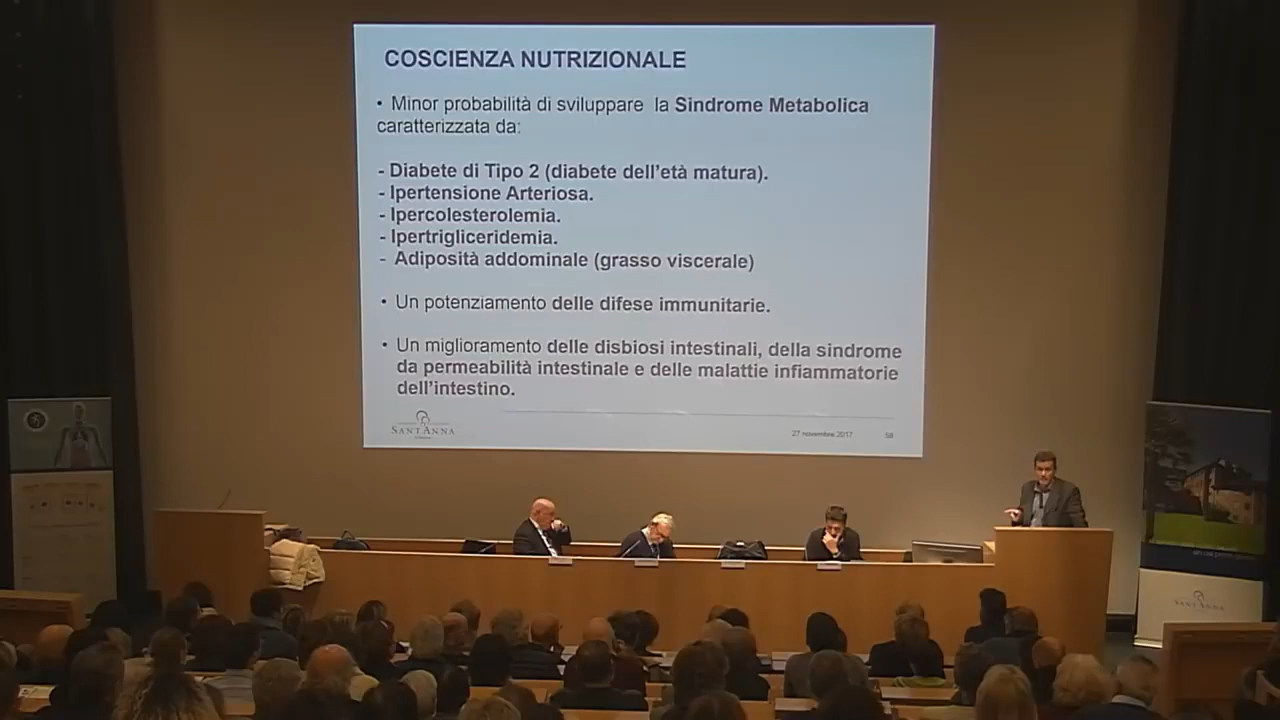 COSCIENZA NUTRIZIONALE
• Minor probabilità di sviluppare la Sindrome Metabolica
caratterizzata da:
- Diabete di Tipo 2 (diabete dell'età matura).
- Ipertensione Arteriosa.
- Ipercolesterolemia.
- Ipertrigliceridemia.
- Adiposità addominale (grasso viscerale)
• Un potenziamento delle difese immunitarie.
• Un miglioramento delle disbiosi intestinali, della sindrome
da permeabilità intestinale e delle malattie infiammatorie
dell'intestino.
SANT'ANNA
27 novembre 2017
SANT'ANNA